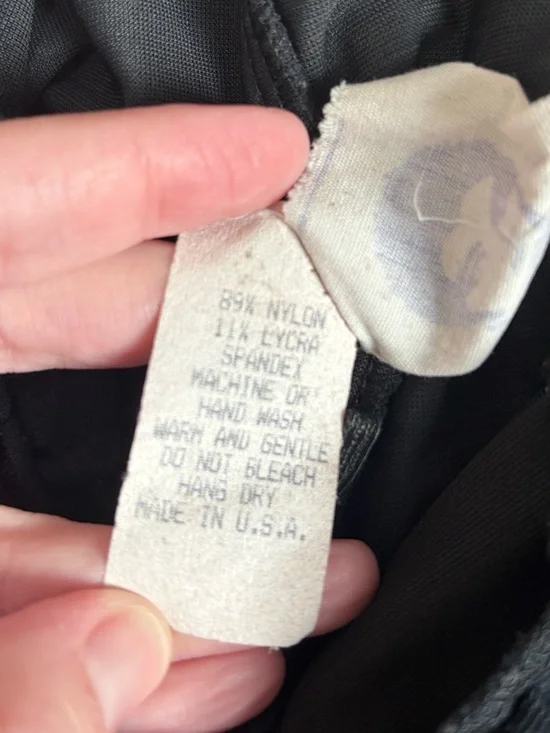 89% NYLON
11% LYCRA
SPANDEX
MACHINE OR
HAND WASH
WARM AND GENTLE
DO NOT BLEACH
HANG DRY
MADE IN U.S.A.